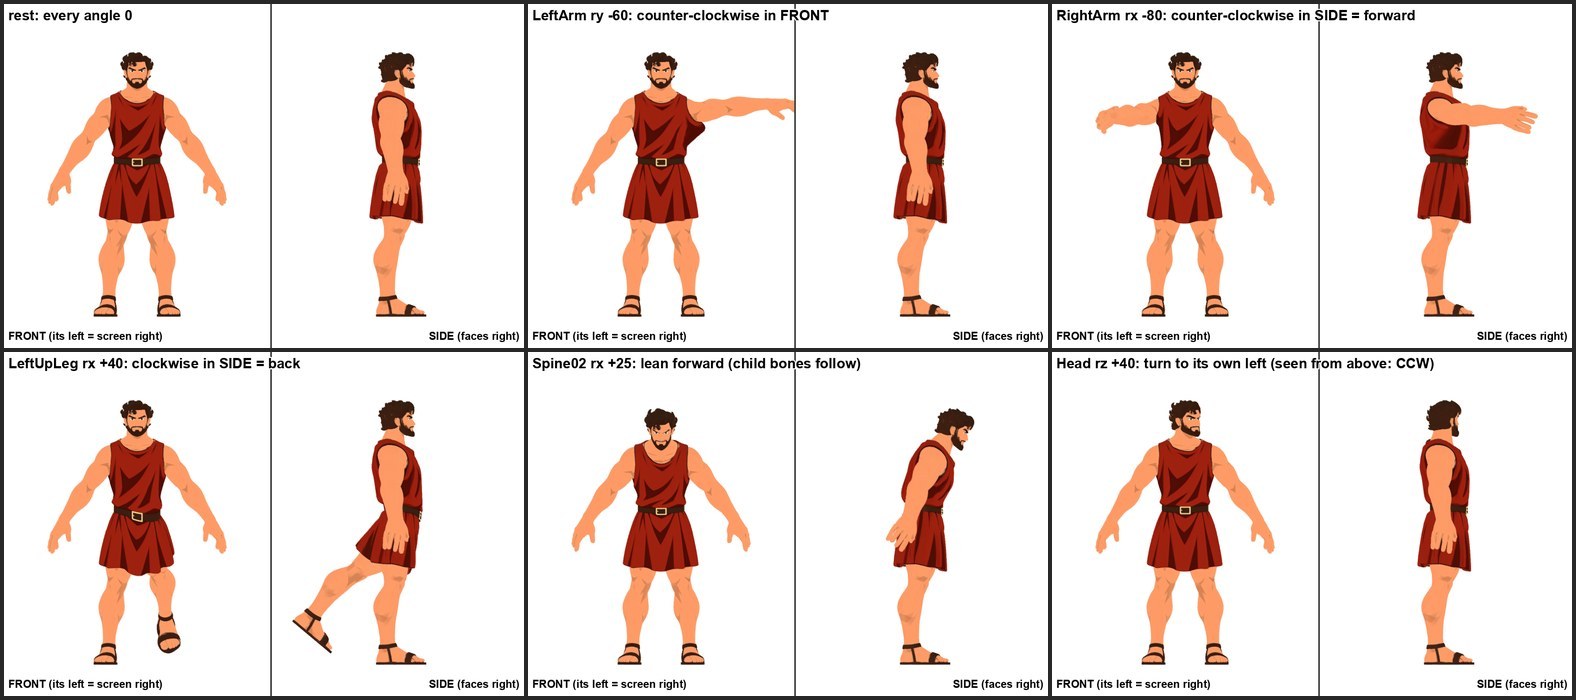 rest: every angle 0
LeftArm ry -60: counter-clockwise in FRONT
RightArm rx -80: counter-clockwise in SIDE = forward
FRONT (its left = screen right)
SIDE (faces right)
FRONT (its left = screen right)
SIDE (faces right)
FRONT (its left = screen right)
SIDE (faces right)
LeftUpLeg rx +40: clockwise in SIDE = back
Spine02 rx +25: lean forward (child bones follow)
Head rz +40: turn to its own left (seen from above: CCW)
FRONT (its left = screen right)
SIDE (faces right)
FRONT (its left = screen right)
SIDE (faces right)
FRONT (its left = screen right)
SIDE (faces right)